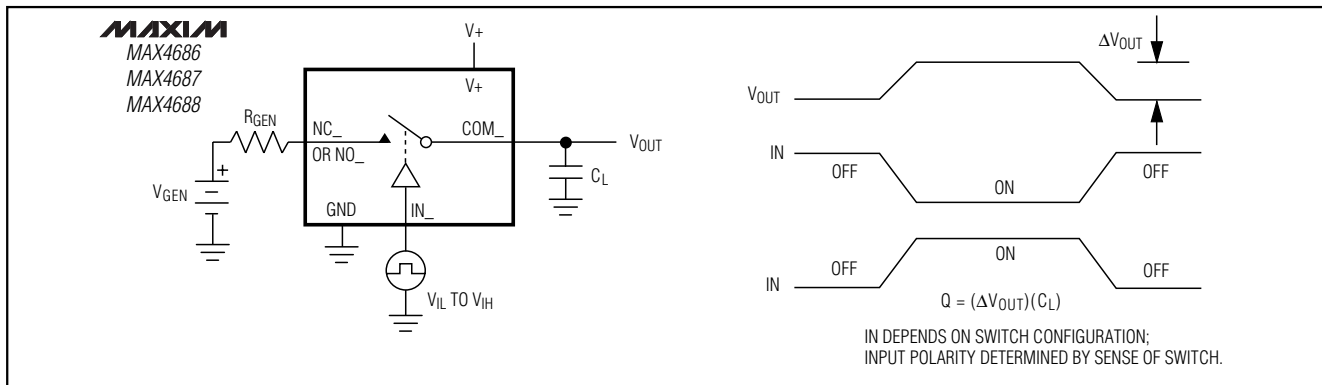 MAXIM
MAX4686
MAX4687
MAX4688
V+
V+
RGEN
NC_
OR NO_
COM_
VOUT
CL
+
VGEN
GND
IN_
VIL TO VIH
ΔVOUT
VOUT
IN
OFF
ON
OFF
IN
OFF
ON
OFF
Q = (ΔVOUT)(CL)
IN DEPENDS ON SWITCH CONFIGURATION;
INPUT POLARITY DETERMINED BY SENSE OF SWITCH.